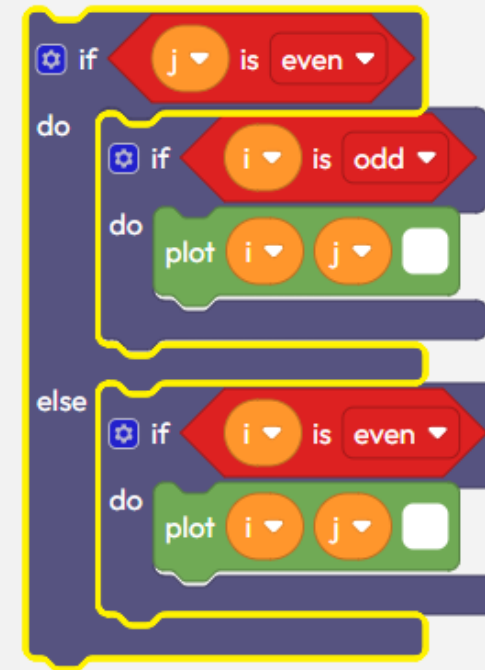 if j is even
do
if i is odd
do
plot i j
else
if i is even
do
plot i j